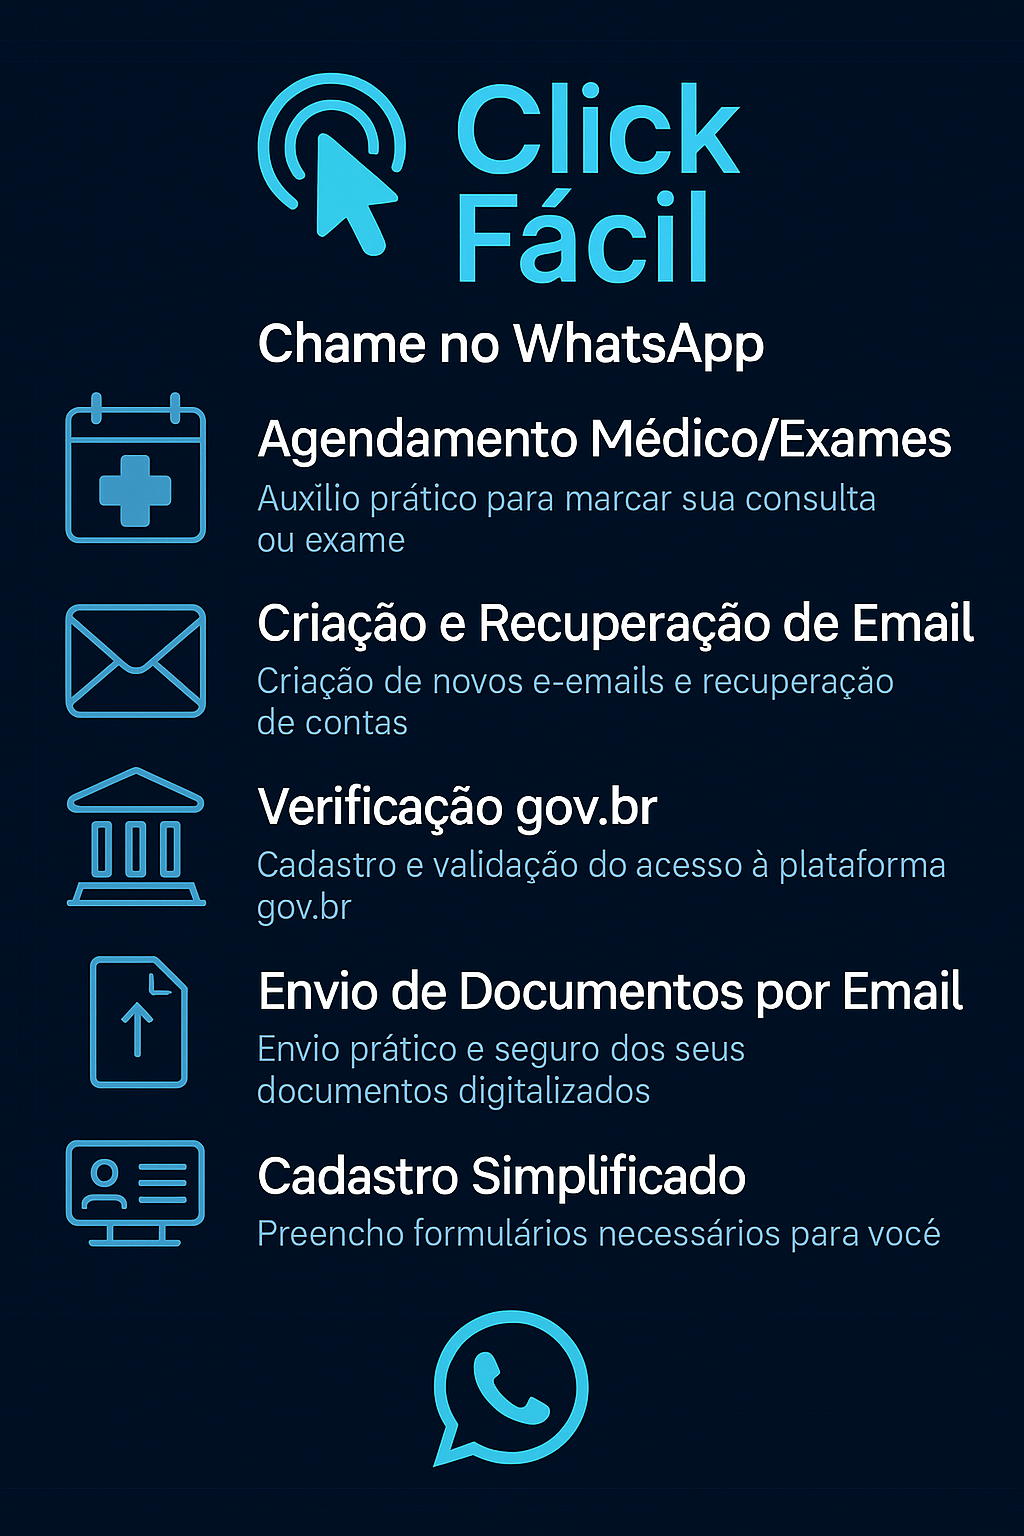 Click
Fácil
Chame no WhatsApp
Agendamento Médico/Exames
Auxílio prático para marcar sua consulta
ou exame
Criação e Recuperação de Email
Criação de novos e-emails e recuperação
de contas
Verificação gov.br
Cadastro e validação do acesso à plataforma
gov.br
Envio de Documentos por Email
Envio prático e seguro dos seus
documentos digitalizados
Cadastro Simplificado
Preencho formulários necessários para vocé